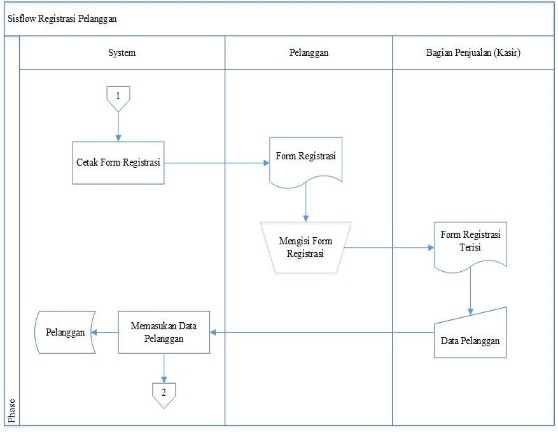 Sisflow Registrasi Pelanggan
System
Pelanggan
Bagian Penjualan (Kasir)
1
Cetak Form Registrasi
Form Registrasi
Mengisi Form
Registrasi
Form Registrasi
Terisi
Data Pelanggan
Memasukan Data
Pelanggan
Pelanggan
2
Phase